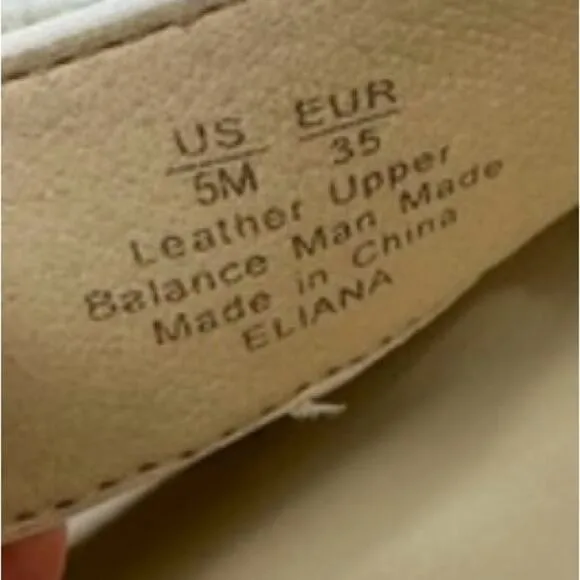 US EUR
5M 35
Leather Upper
Balance Man Made
Made in China
ELIANA